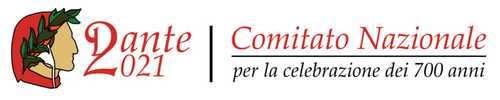 Dante
2021
Comitato Nazionale
per la celebrazione dei 700 anni